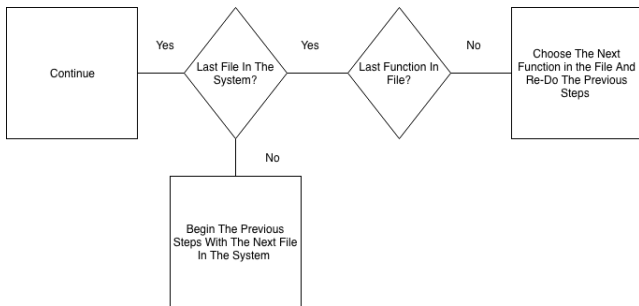 Yes
Yes
No
Continue
Last File In The
System?
Last Function In
File?
Choose The Next
Function in the File And
Re-Do The Previous
Steps
No
Begin The Previous
Steps With The Next File
In The System